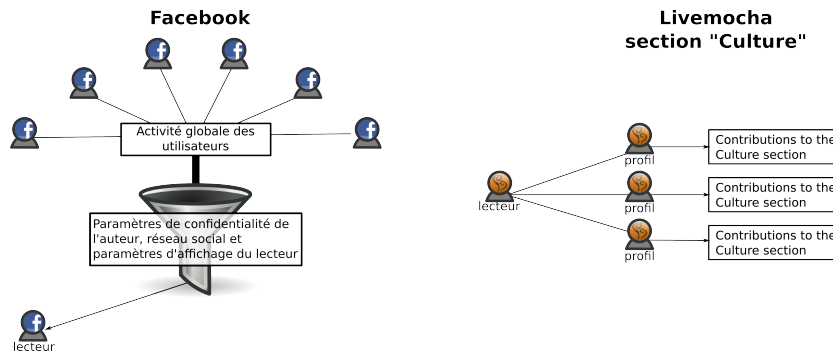 Facebook
Activité globale des
utilisateurs
Paramètres de confidentialité de
l'auteur, réseau social et
paramètres d'affichage du lecteur
lecteur
Livemocha
section "Culture"
lecteur
profil
Contributions to the
Culture section
profil
Contributions to the
Culture section
profil
Contributions to the
Culture section